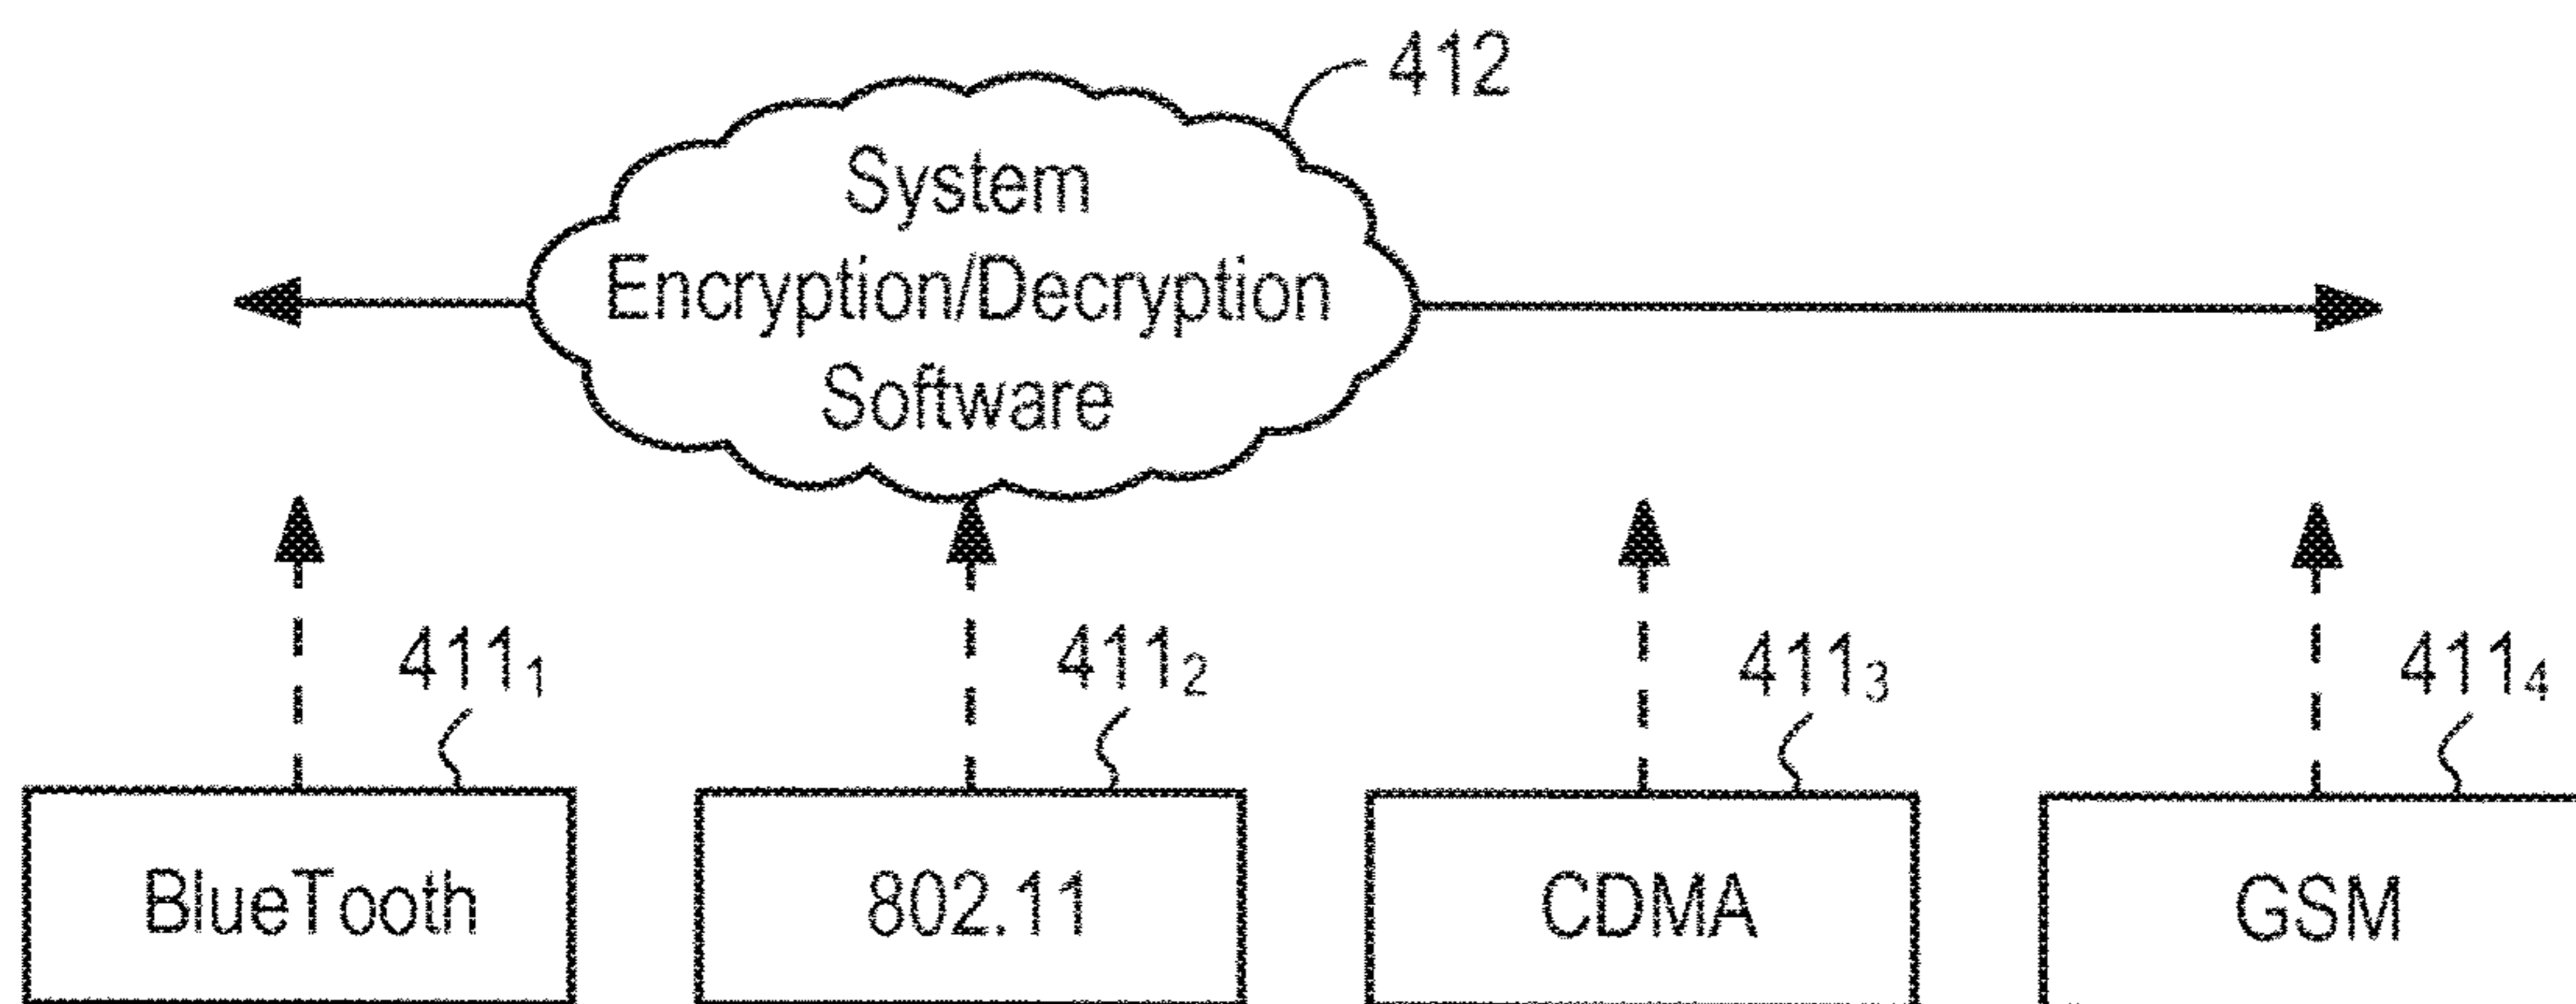 412
System
Encryption/Decryption
Software
411₁ 411₂ 411₃ 411₄
BlueTooth 802.11 CDMA GSM